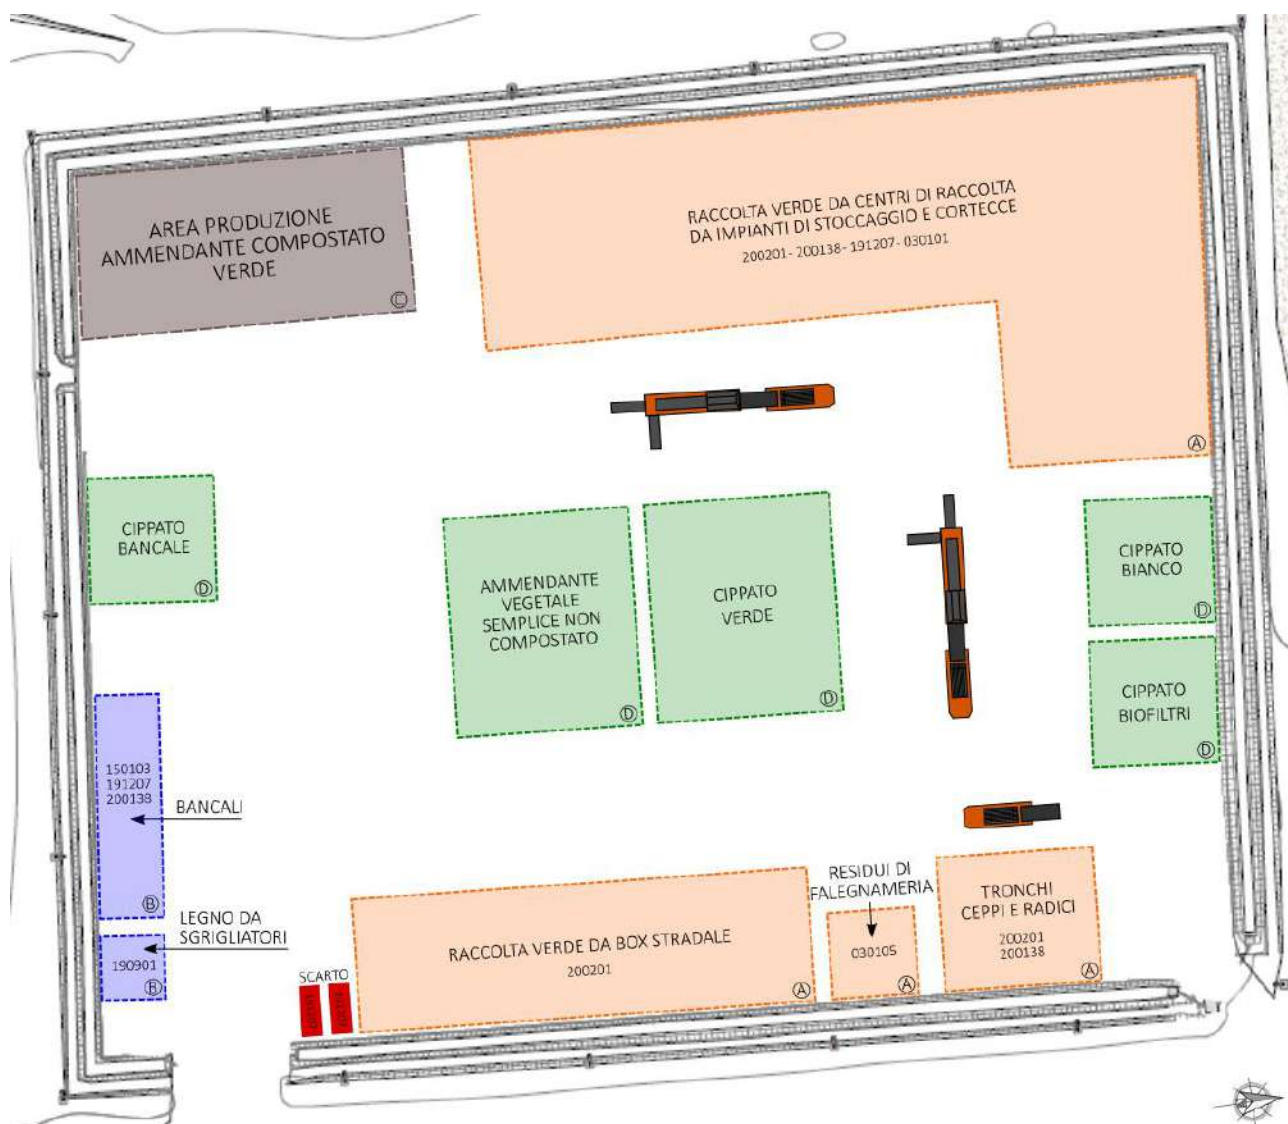 AREA PRODUZIONE
AMMENDANTE COMPOSTATO
VERDE
C
RACCOLTA VERDE DA CENTRI DI RACCOLTA
DA IMPIANTI DI STOCCAGGIO E CORTECCE
200201- 200138- 191207- 030101
A
CIPPATO
BANCALE
D
AMMENDANTE
VEGETALE
SEMPLICE NON
COMPOSTATO
D
CIPPATO
VERDE
D
CIPPATO
BIANCO
D
CIPPATO
BIOFILTRI
D
150103
191207
200138
B
BANCALI
LEGNO DA
SGRIGLIATORI
190901
B
SCARTO
RACCOLTA VERDE DA BOX STRADALE
200201
A
RESIDUI DI
FALEGNAMERIA
030105
A
TRONCHI
CEPPI E RADICI
200201
200138
A